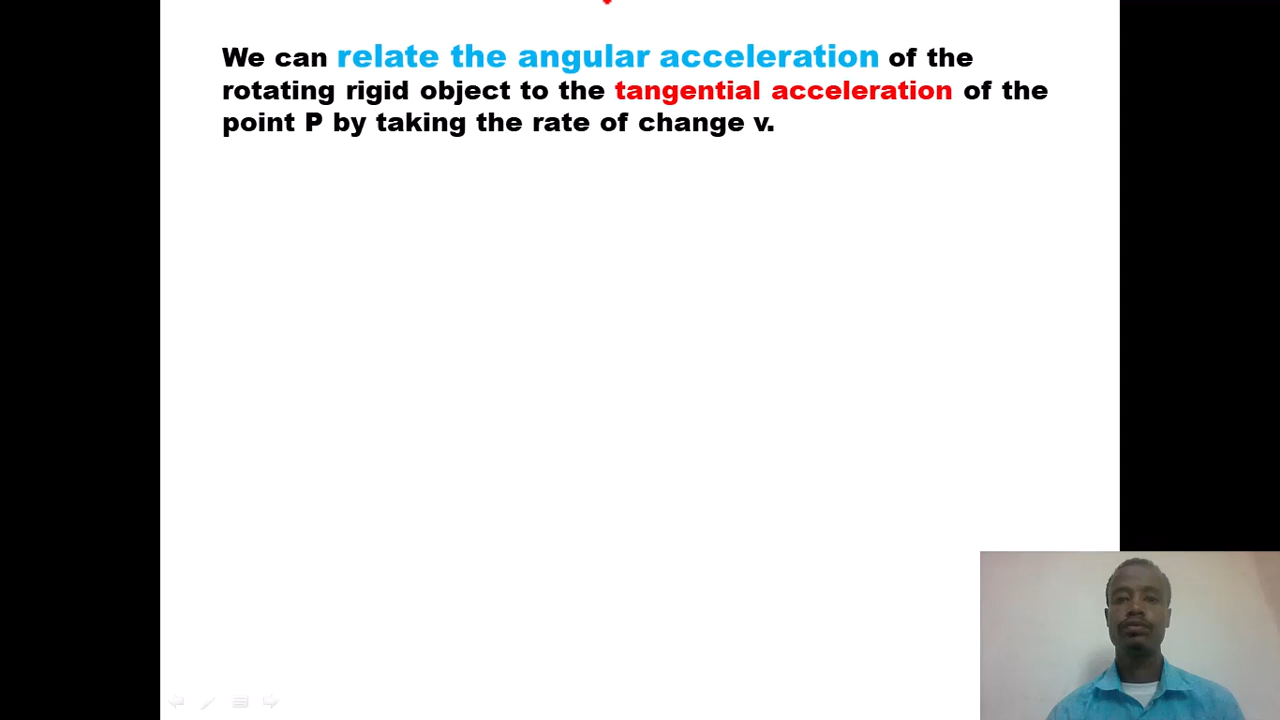 We can relate the angular acceleration of the
rotating rigid object to the tangential acceleration of the
point P by taking the rate of change v.